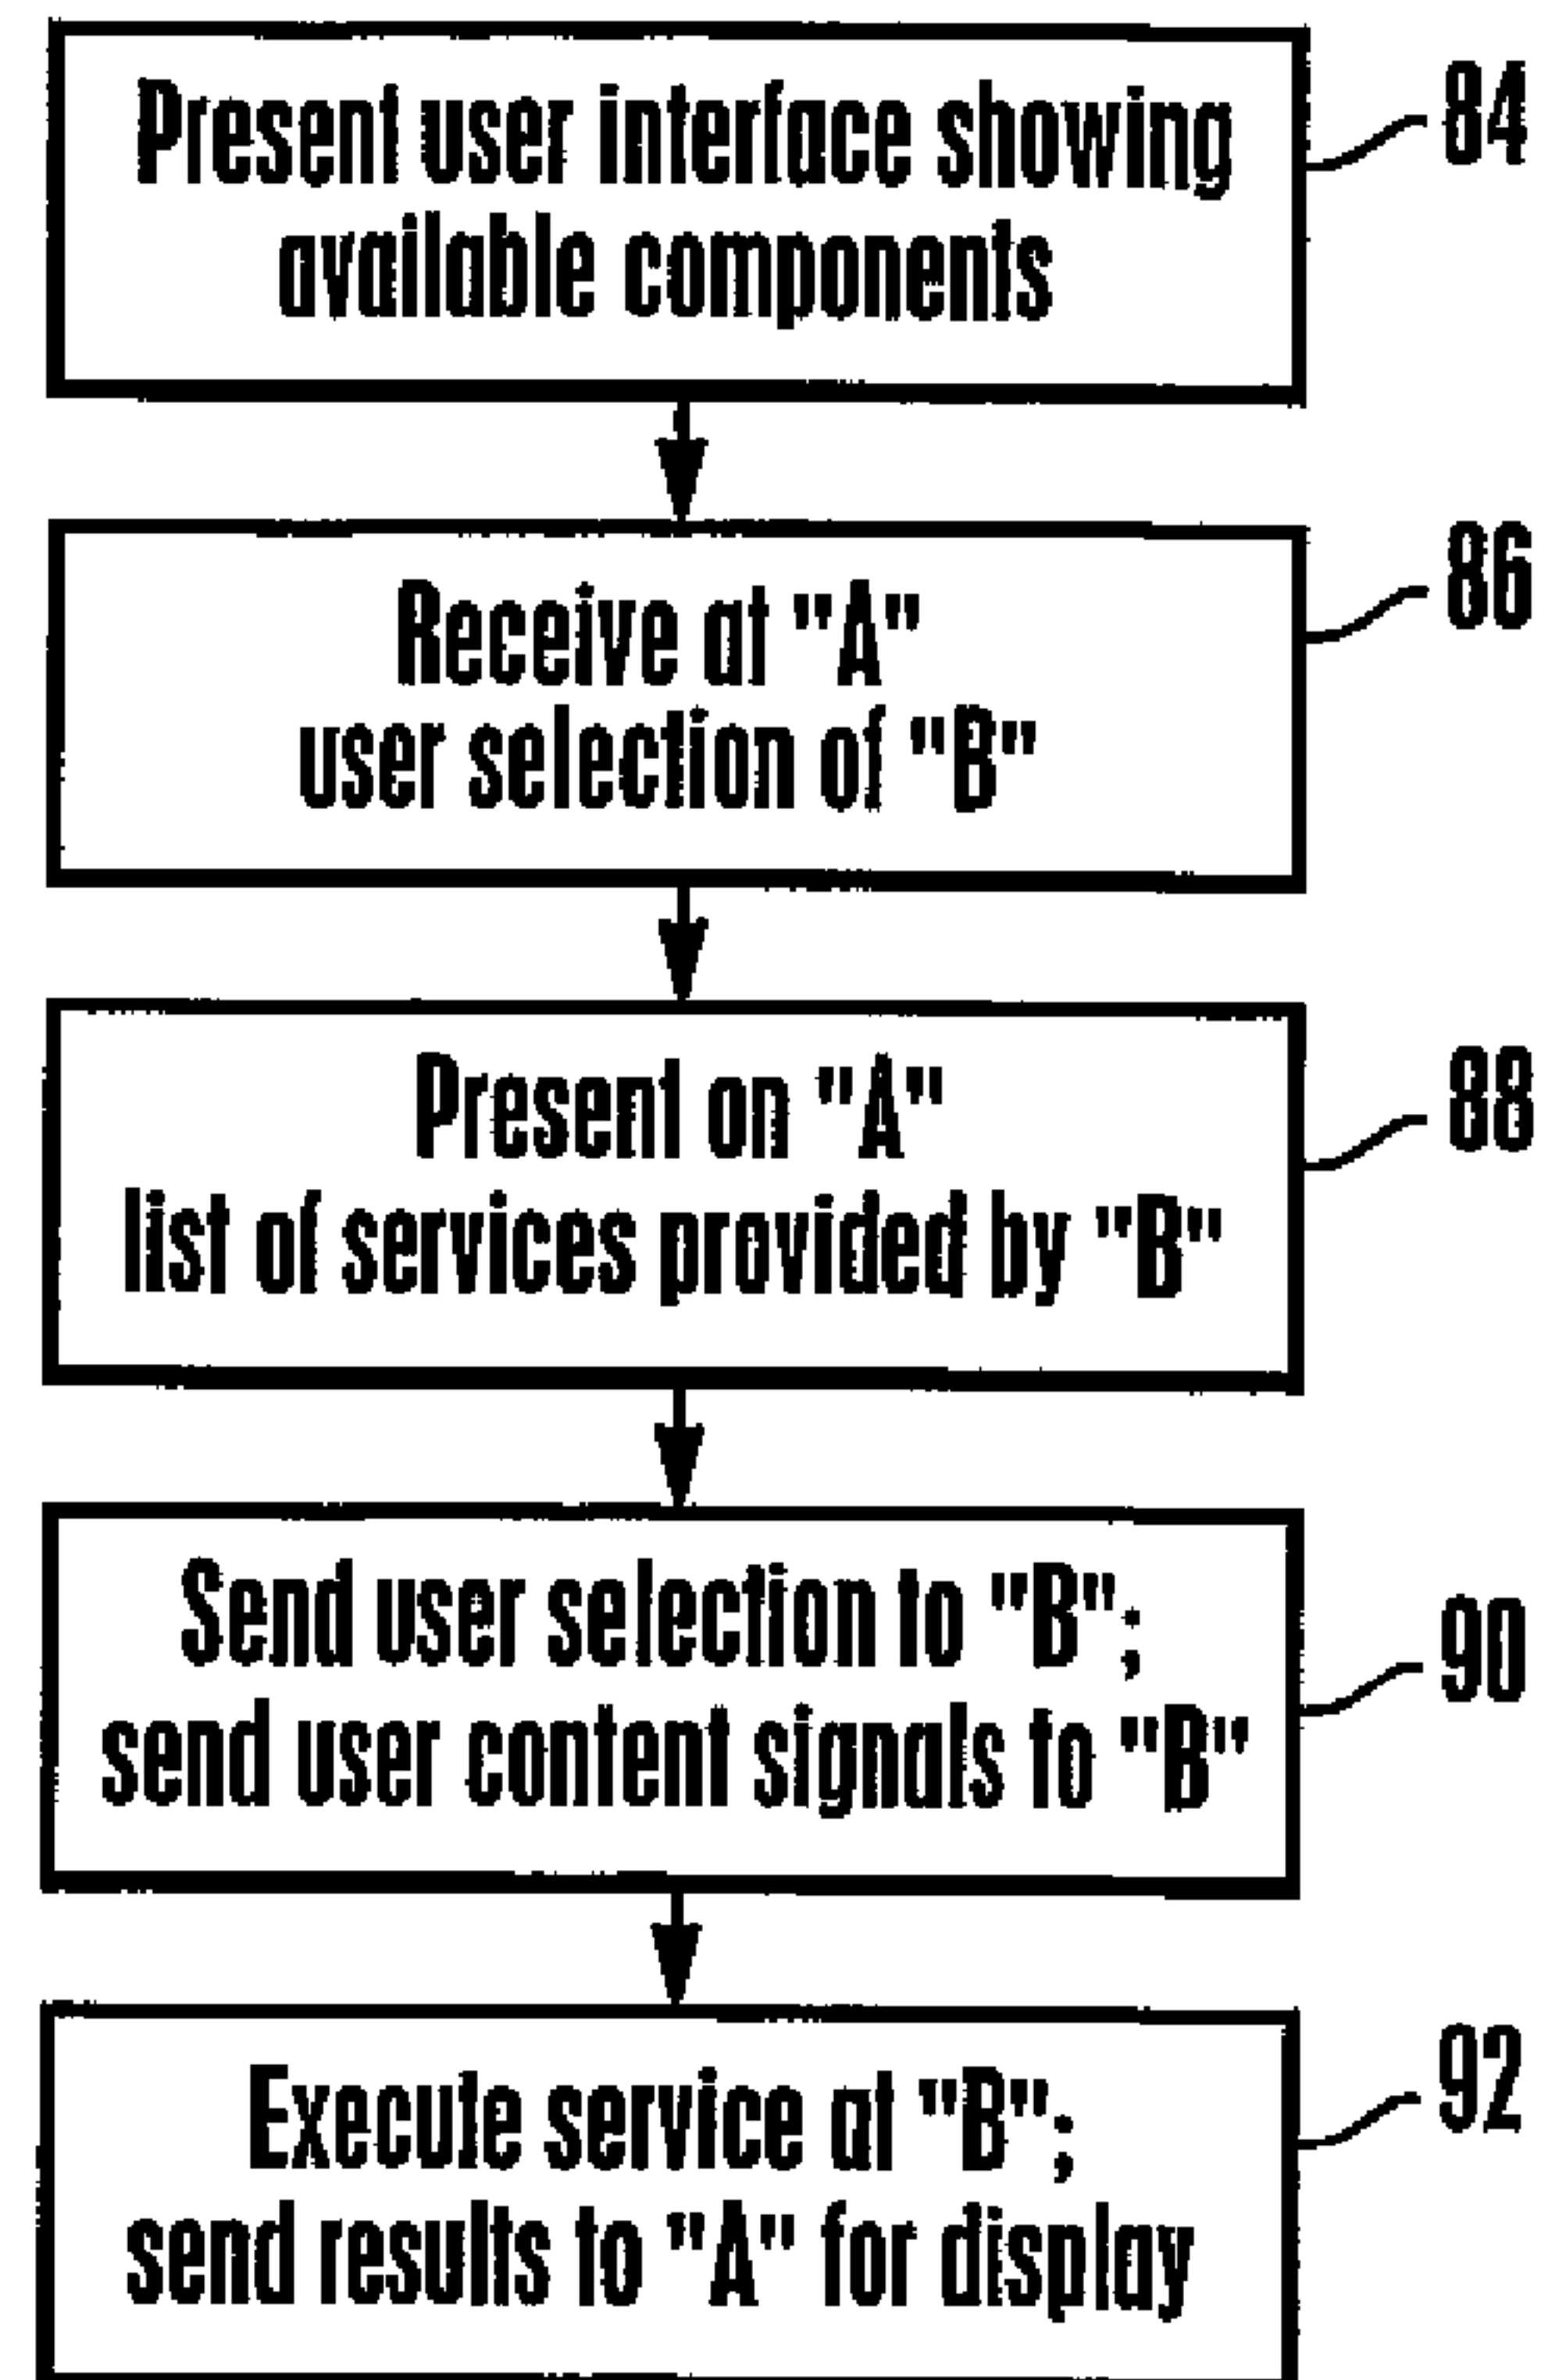 Present user interface showing
available components
84
Receive at "A"
user selection of "B"
86
Present on "A"
list of services provided by "B"
88
Send user selection to "B";
send user content signals to "B"
90
Execute service at "B";
send results to "A" for display
92